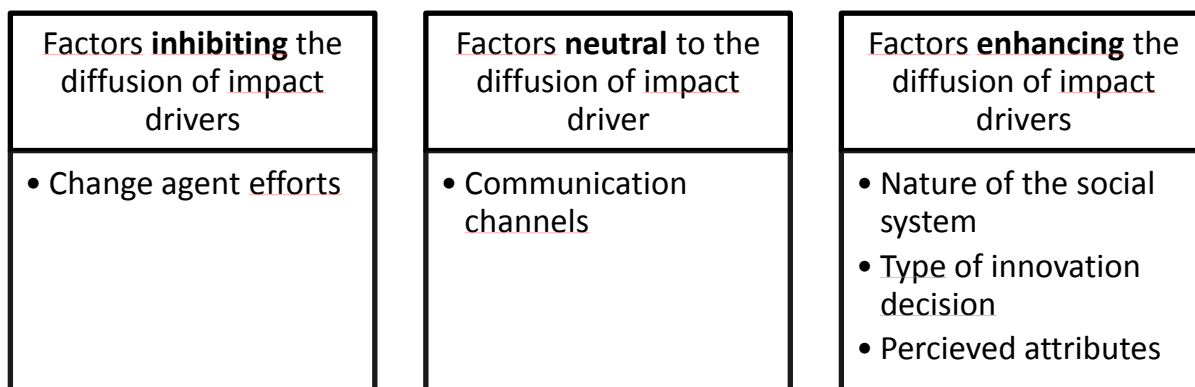 Factors inhibiting the
diffusion of impact
drivers
• Change agent efforts
Factors neutral to the
diffusion of impact
driver
• Communication
channels
Factors enhancing the
diffusion of impact
drivers
• Nature of the social
system
• Type of innovation
decision
• Percieved attributes